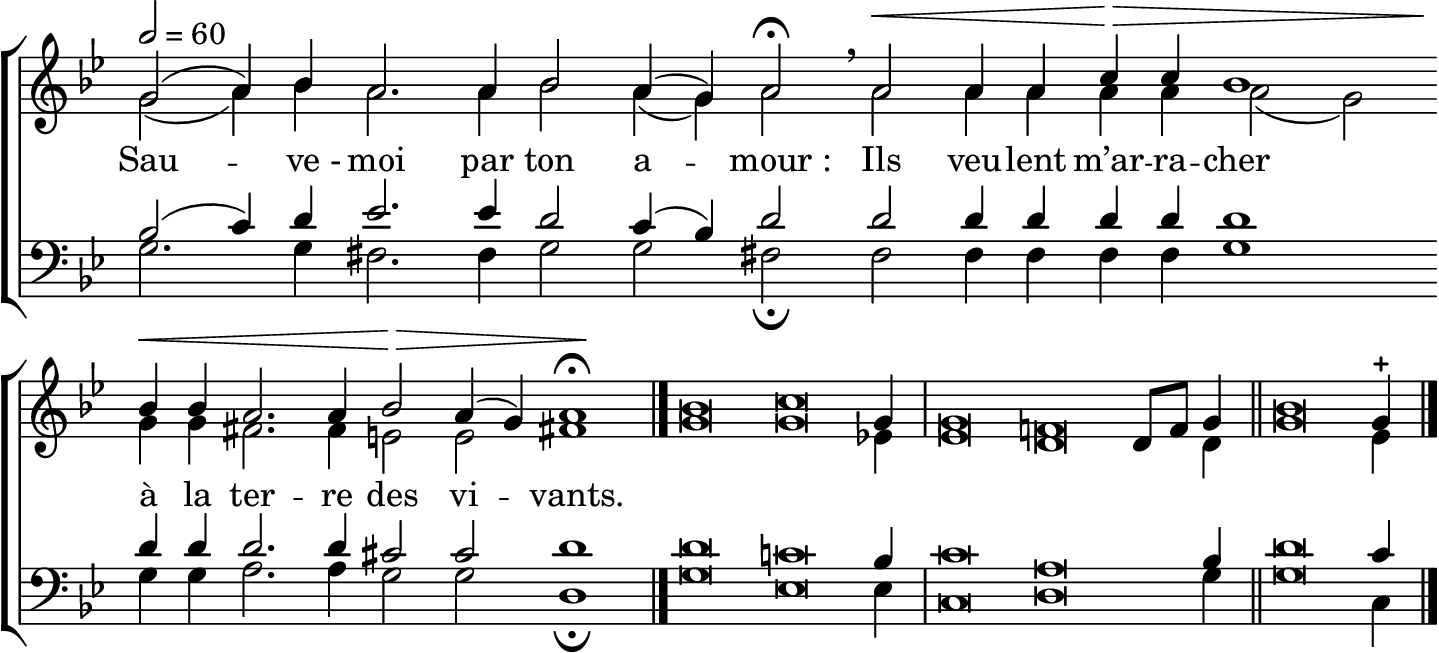 = 60
Sau -- ve - moi par ton a -- mour : Ils veu -- lent m’ar -- ra -- cher
à la ter -- re des vi -- vants.